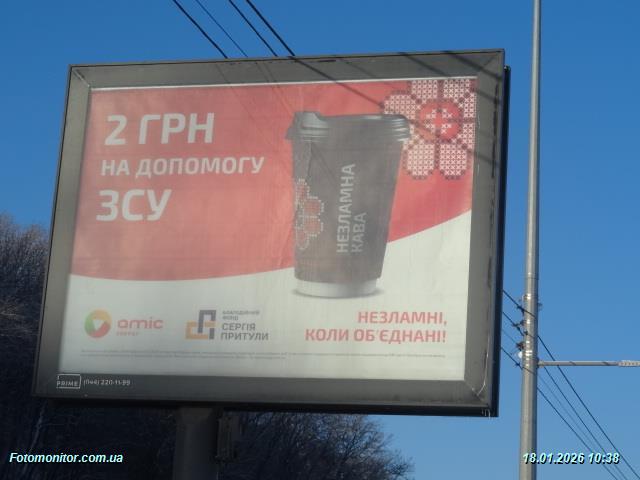 2 ГРН
НА ДОПОМОГУ
ЗСУ
НЕЗЛАМНА
КАВА
amic
ENERGY
БЛАГОДІЙНИЙ
ФОНД
СЕРГІЯ
ПРИТУЛИ
НЕЗЛАМНІ,
КОЛИ ОБ'ЄДНАНІ!
PRIME
(044) 220-11-99
Fotomonitor.com.ua
18.01.2026 10:38